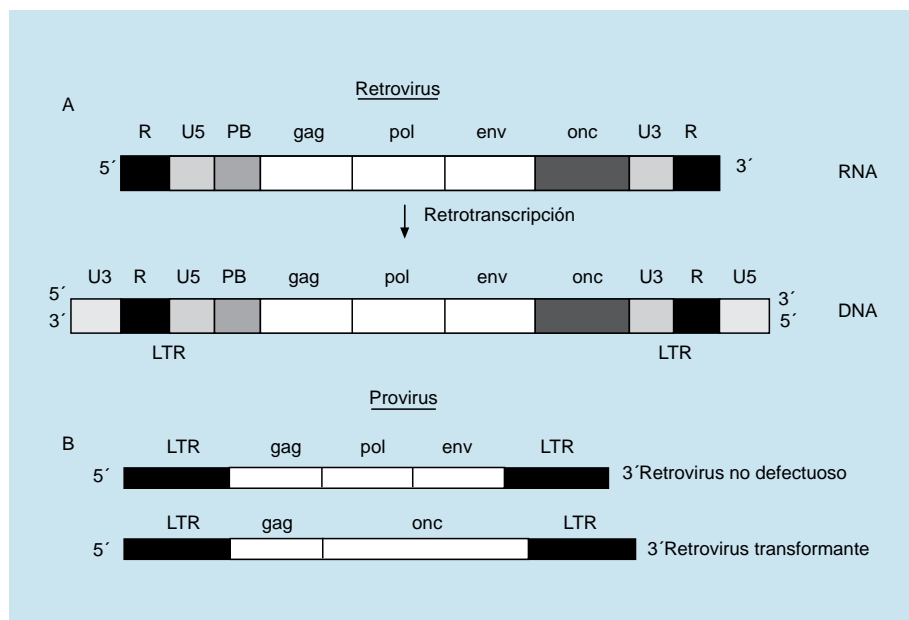 Retrovirus
A
R U5 PB gag pol env onc U3 R
5´ 3´ RNA
Retrotranscripción
U3 R U5 PB gag pol env onc U3 R U5
5´ 3´
3´ 5´ DNA
LTR LTR
Provirus
B
LTR gag pol env LTR
5´ 3´Retrovirus no defectuoso
LTR gag onc LTR
5´ 3´Retrovirus transformante